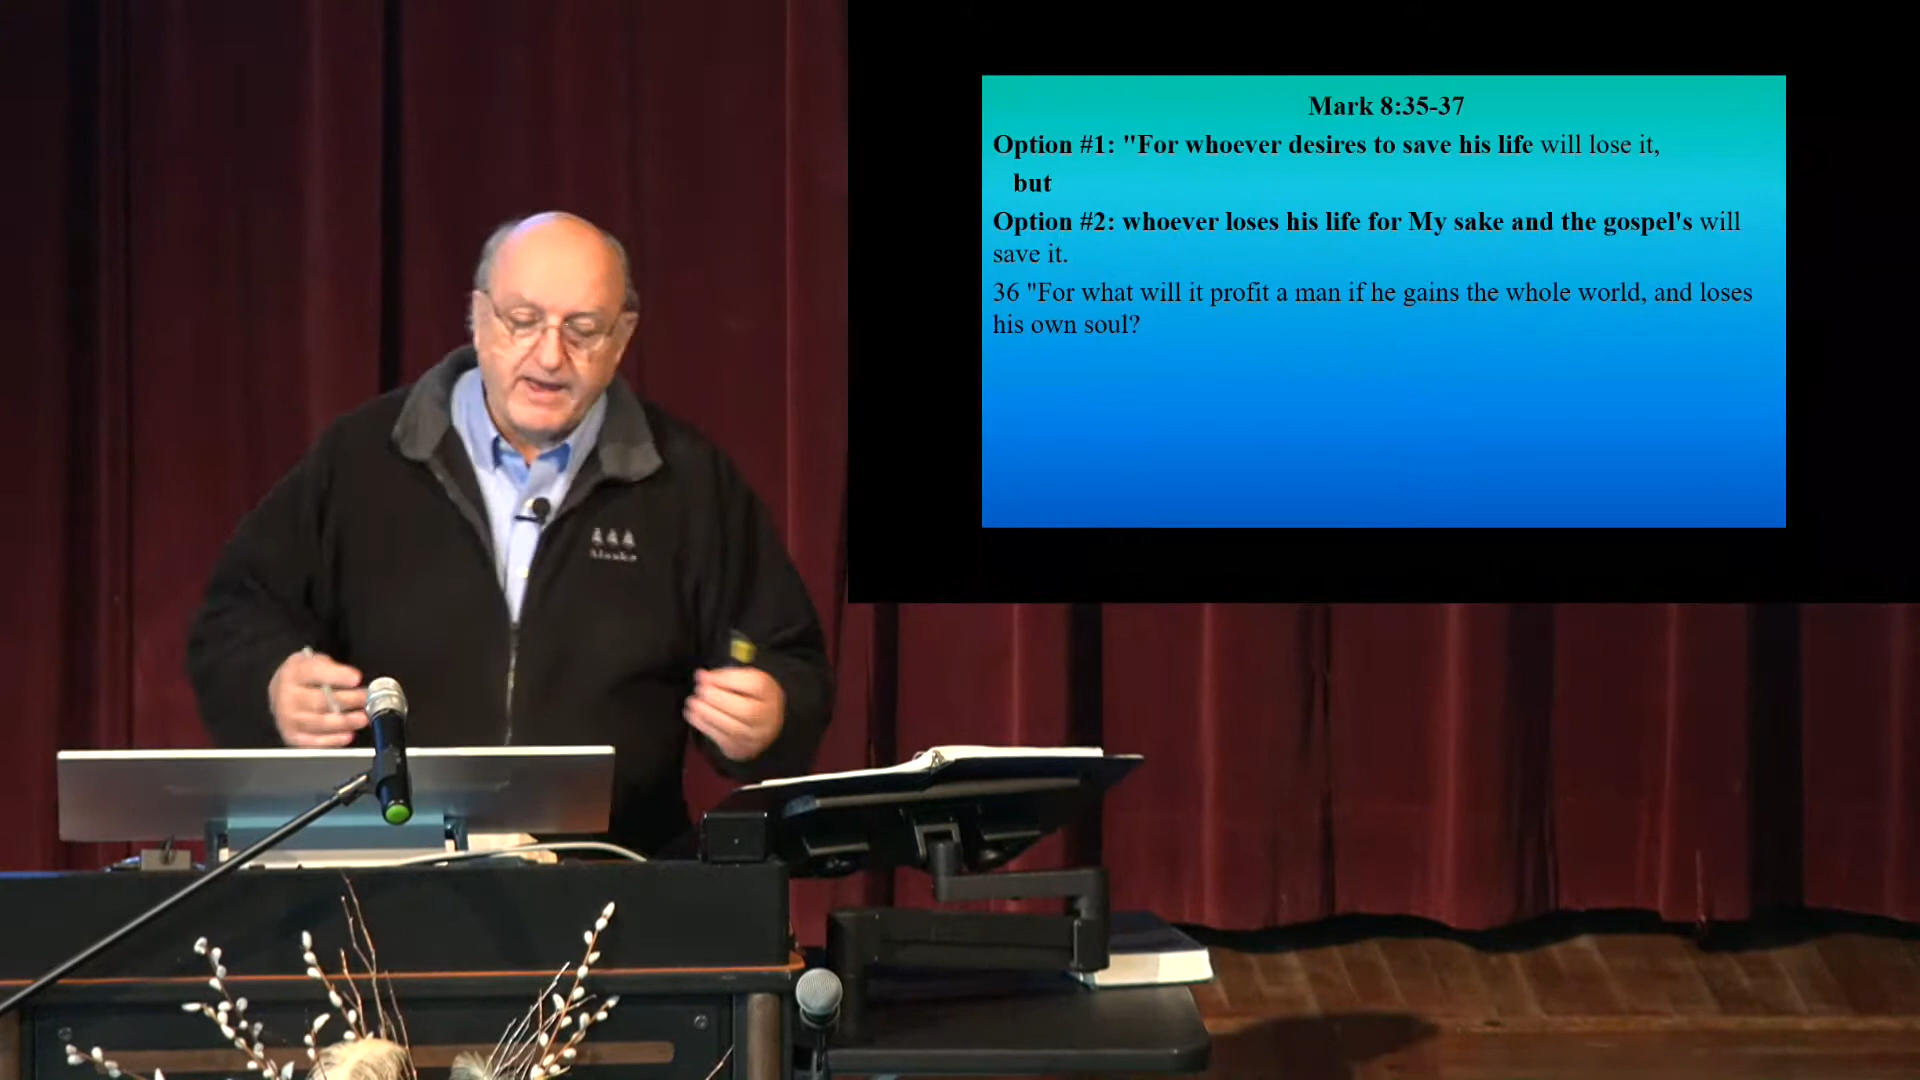 Mark 8:35-37
Option #1: "For whoever desires to save his life will lose it,
but
Option #2: whoever loses his life for My sake and the gospel's will
save it.
36 "For what will it profit a man if he gains the whole world, and loses
his own soul?
Alaska